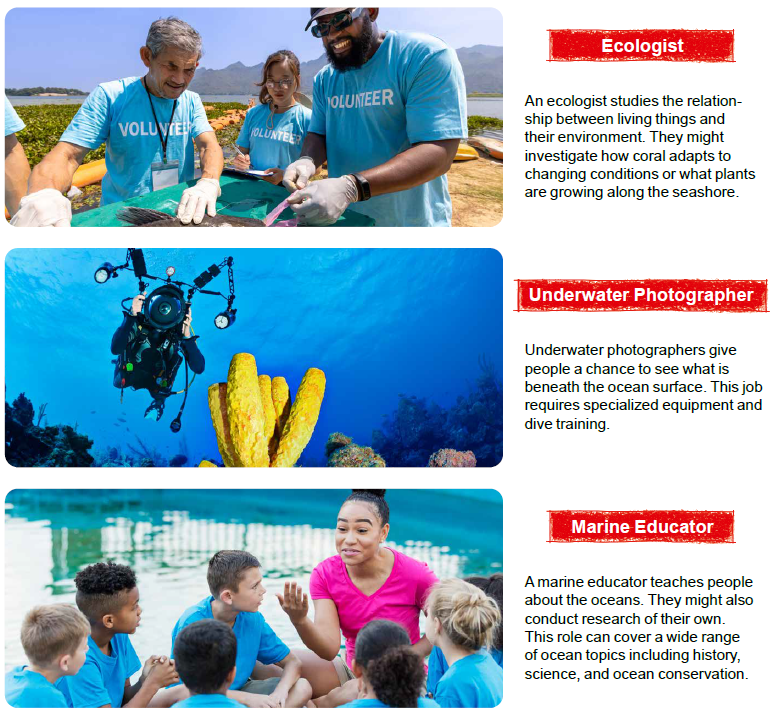 VOLUNTEER
VOLUNTEER
VOLUNTEER
Ecologist
An ecologist studies the relation-
ship between living things and
their environment. They might
investigate how coral adapts to
changing conditions or what plants
are growing along the seashore.
Underwater Photographer
Underwater photographers give
people a chance to see what is
beneath the ocean surface. This job
requires specialized equipment and
dive training.
Marine Educator
A marine educator teaches people
about the oceans. They might also
conduct research of their own.
This role can cover a wide range
of ocean topics including history,
science, and ocean conservation.